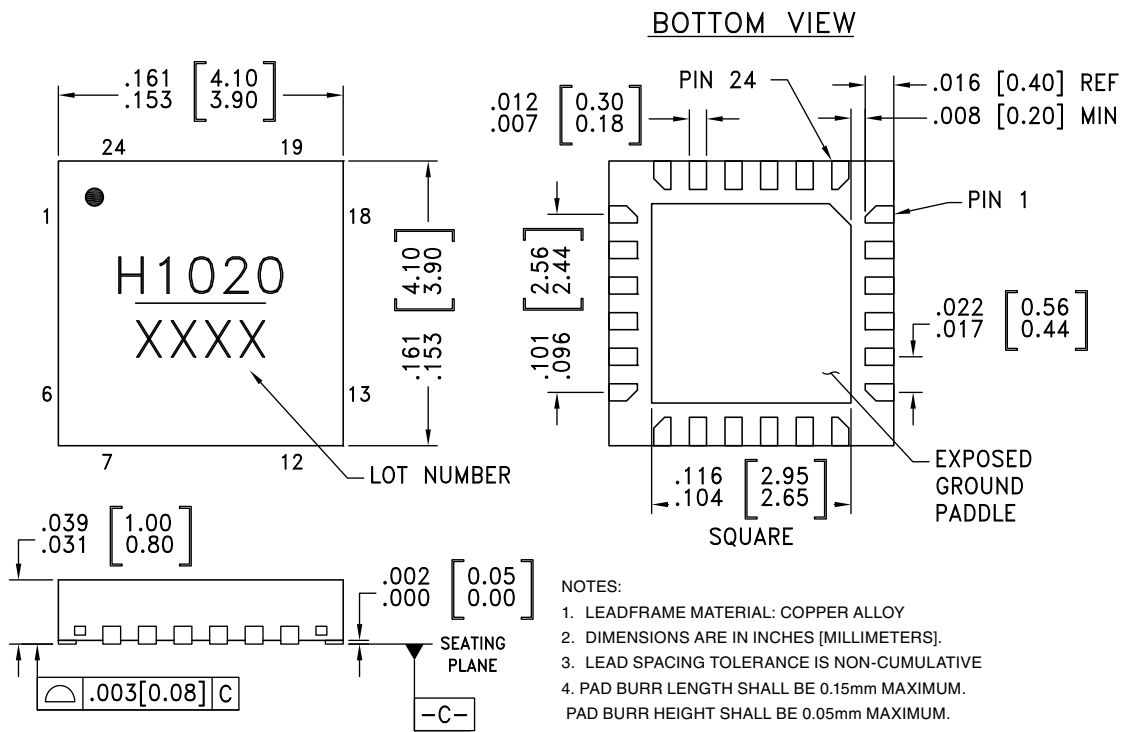 BOTTOM VIEW
.161 [4.10]
.153 [3.90]
24
19
1
18
H1020
XXXX
6
13
7
12
LOT NUMBER
4.10
3.90
.161
.153
PIN 24
.012 [0.30]
.007 [0.18]
.016 [0.40] REF
.008 [0.20] MIN
PIN 1
2.56
2.44
.101
.096
.022 [0.56]
.017 [0.44]
.116 [2.95]
.104 [2.65]
SQUARE
EXPOSED
GROUND
PADDLE
.039 [1.00]
.031 [0.80]
.002 [0.05]
.000 [0.00]
SEATING
PLANE
.003[0.08] C
-C-
NOTES:
1. LEADFRAME MATERIAL: COPPER ALLOY
2. DIMENSIONS ARE IN INCHES [MILLIMETERS].
3. LEAD SPACING TOLERANCE IS NON-CUMULATIVE
4. PAD BURR LENGTH SHALL BE 0.15mm MAXIMUM.
PAD BURR HEIGHT SHALL BE 0.05mm MAXIMUM.